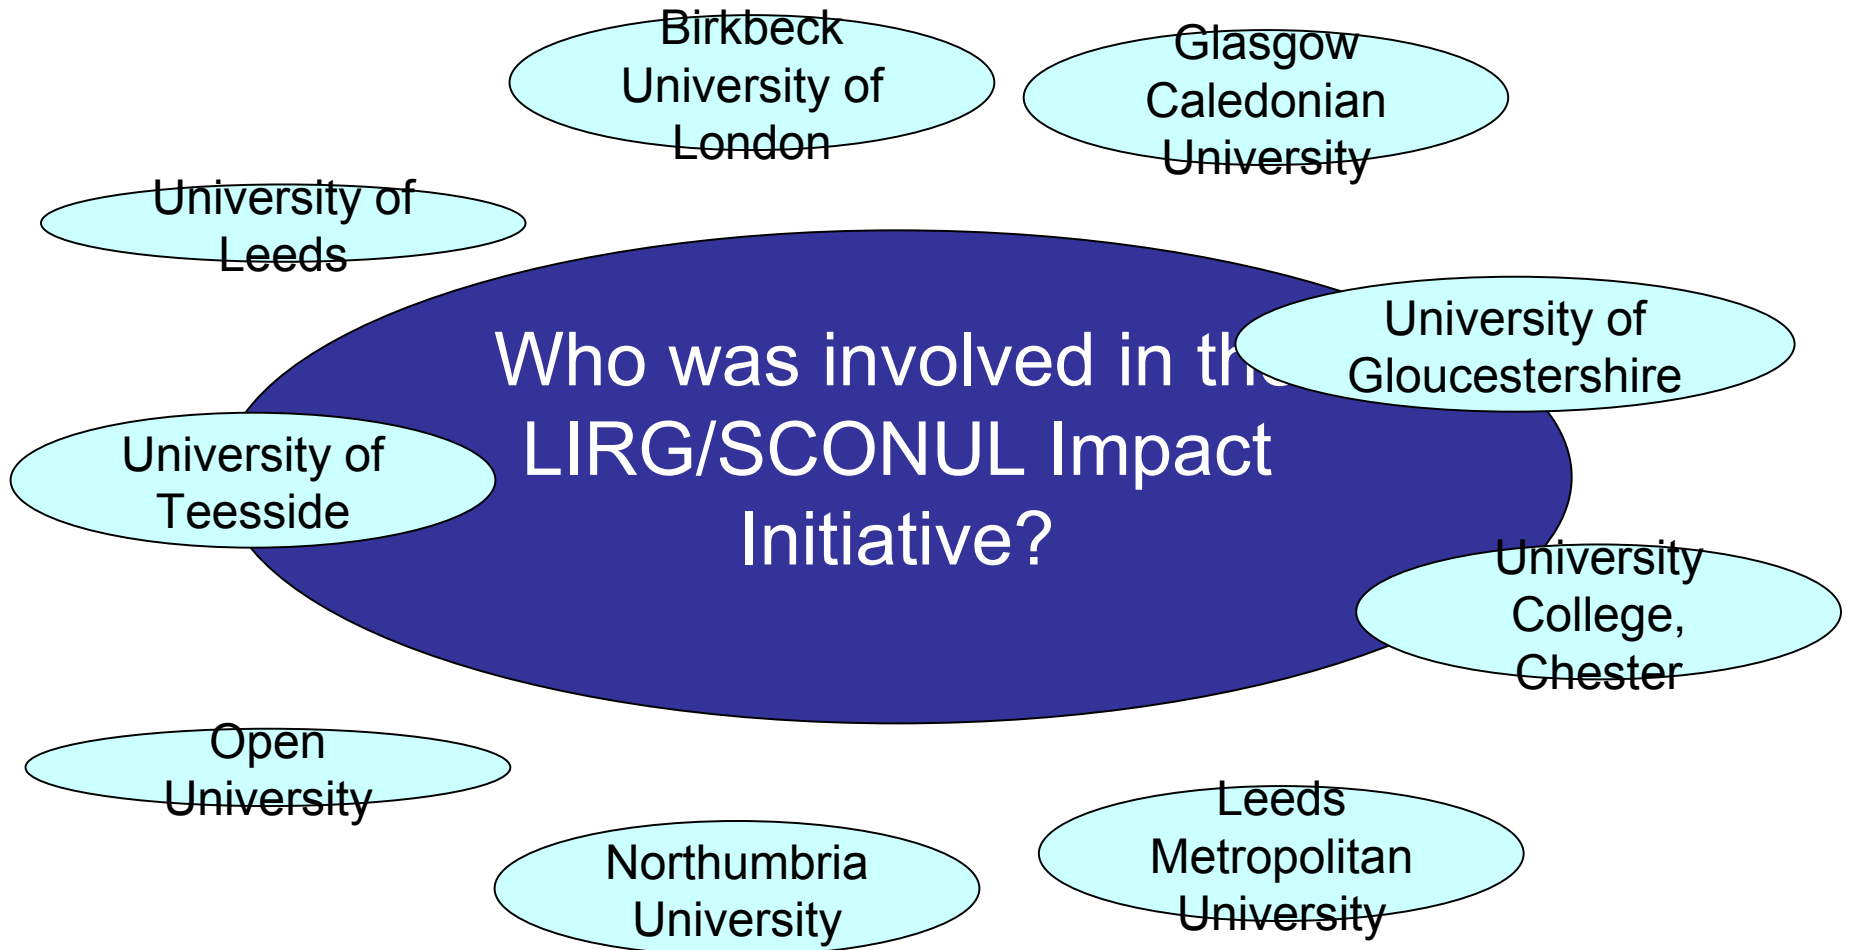 Birkbeck
University of
London
Glasgow
Caledonian
University
University of
Leeds
Who was involved in the
LIRG/SCONUL Impact
Initiative?
University of
Gloucestershire
University of
Teesside
University
College,
Chester
Open
University
Northumbria
University
Leeds
Metropolitan
University